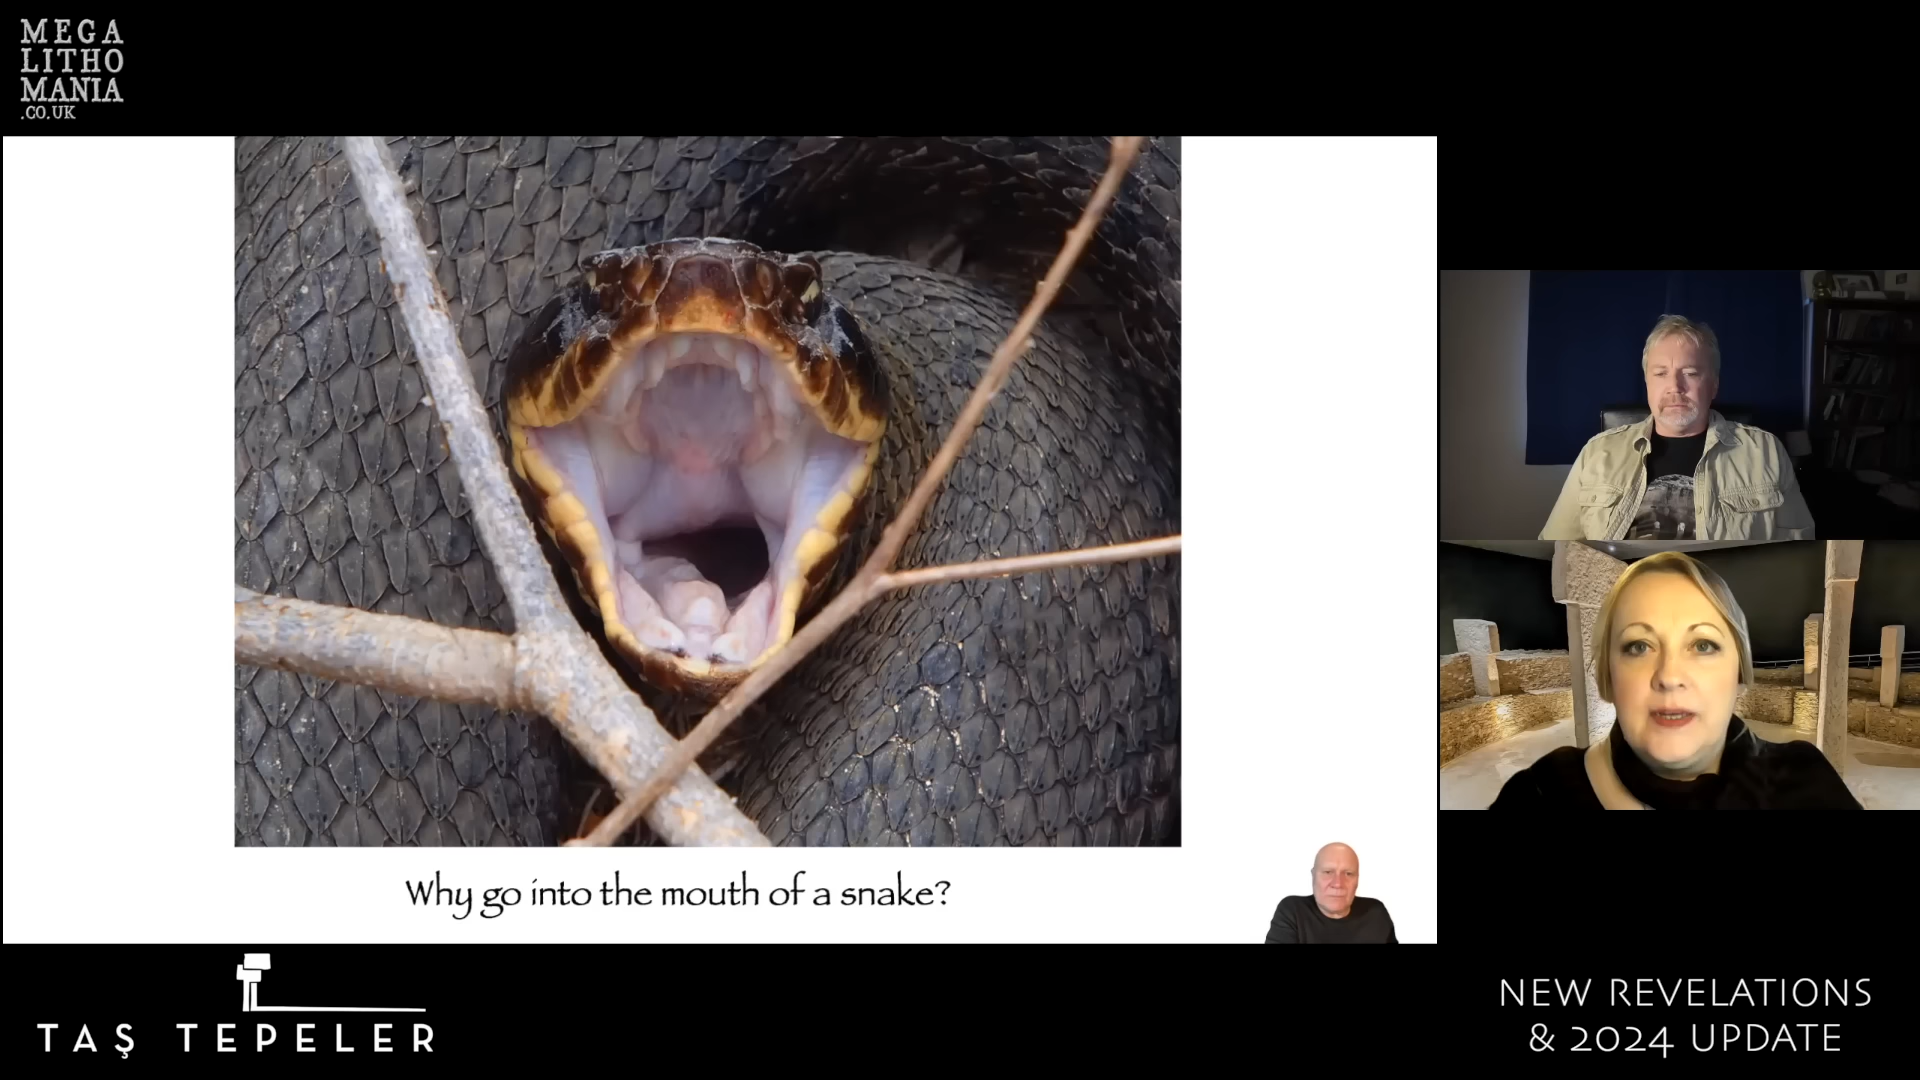 MEGA
LITHO
MANIA
.CO.UK
Why go into the mouth of a snake?
TAŞ TEPELER
NEW REVELATIONS
& 2024 UPDATE